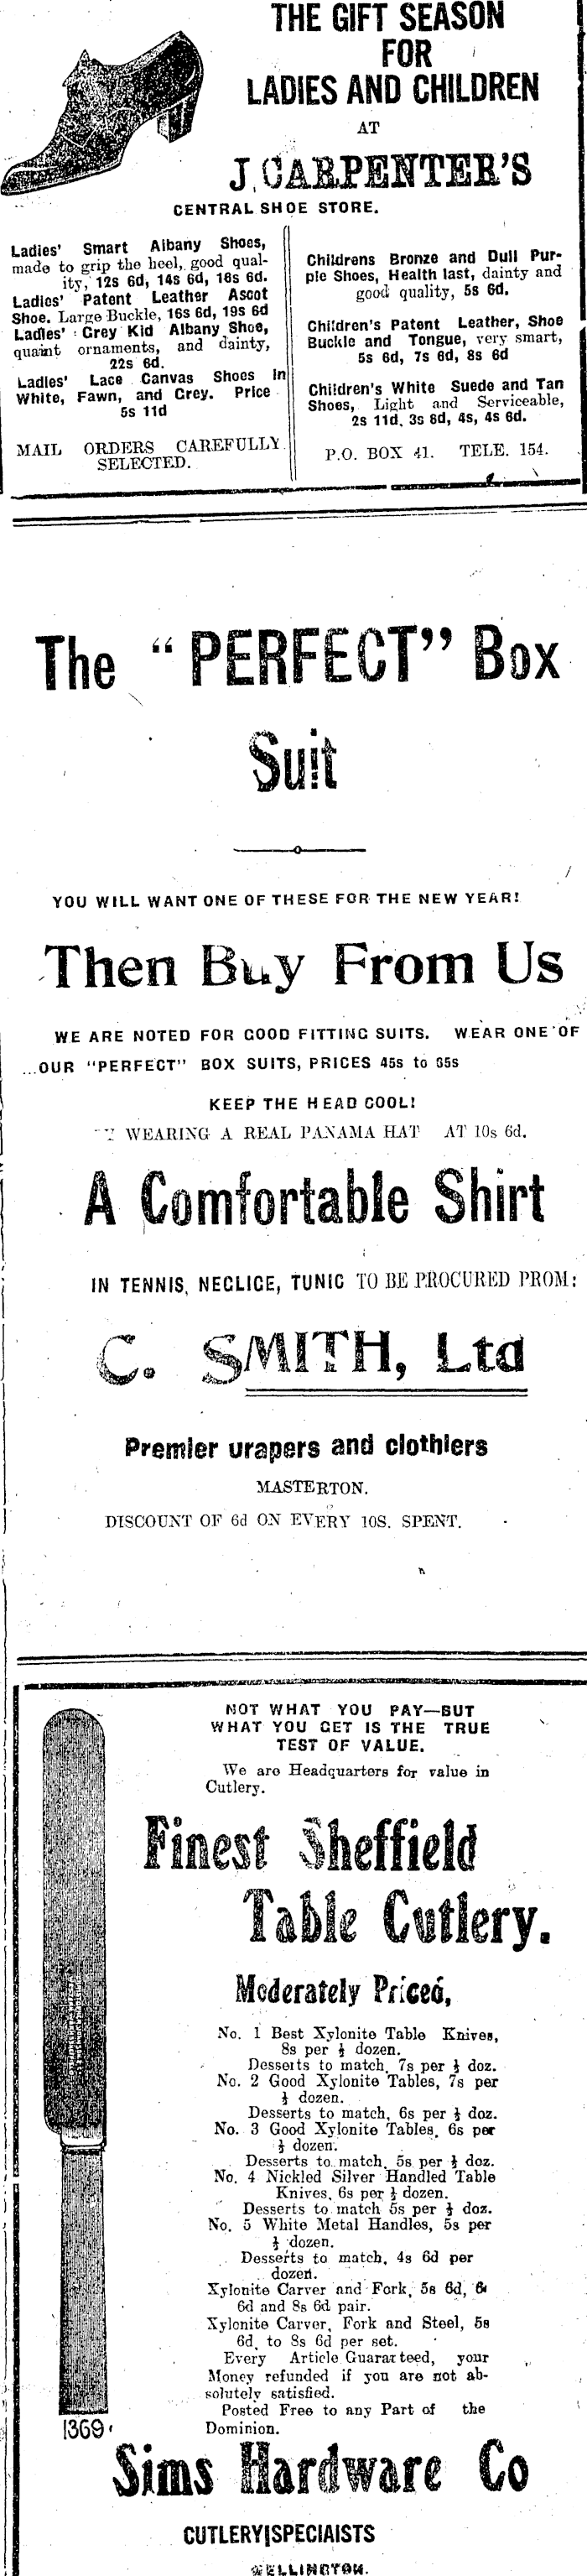 THE GIFT SEASON
FOR
LADIES AND CHILDREN
AT
J. CARPENTER'S
CENTRAL SHOE STORE.
Ladies' Smart Albany Shoes,
made to grip the heel, good qual-
ity, 12s 6d, 14s 6d, 16s 6d.
Ladies' Patent Leather Ascot
Shoe. Large Buckle, 16s 6d, 19s 6d
Ladies' Grey Kid Albany Shoe,
quaint ornaments, and dainty,
22s 6d.
Ladies' Lace Canvas Shoes in
White, Fawn, and Grey. Price
5s 11d
MAIL ORDERS CAREFULLY
SELECTED.
Childrens Bronze and Dull Pur-
ple Shoes, Health last, dainty and
good quality, 5s 6d.
Children's Patent Leather, Shoe
Buckle and Tongue, very smart,
5s 6d, 7s 6d, 8s 6d
Children's White Suede and Tan
Shoes, Light and Serviceable,
2s 11d, 3s 6d, 4s, 4s 6d.
P.O. BOX 41. TELE. 154.
The "PERFECT" Box
Suit
YOU WILL WANT ONE OF THESE FOR THE NEW YEAR!
Then Buy From Us
WE ARE NOTED FOR GOOD FITTING SUITS. WEAR ONE OF
OUR "PERFECT" BOX SUITS, PRICES 45s to
KEEP THE HEAD COOL!
WEARING A REAL PANAMA HAT AT 10s 6d.
A Comfortable Shirt
IN TENNIS, NEGLIGE, TUNIC TO BE PROCURED PROM:
C. SMITH, Ltd
Premier urapers and clothiers
MASTERTON.
DISCOUNT OF 6d ON EVERY 10S. SPENT.
NOT WHAT YOU PAY—BUT
WHAT YOU GET IS THE TRUE
TEST OF VALUE.
We are Headquarters for value in
Cutlery.
Finest Sheffield
Table Cutlery.
Moderately Priced,
No. 1 Best Xylonite Table Knives,
8s per ½ dozen.
Desserts to match, 7s per ½ doz.
No. 2 Good Xylonite Tables, 7s per
½ dozen.
Desserts to match, 6s per ½ doz.
No. 3 Good Xylonite Tables, 6s per
½ dozen.
Desserts to match, 5s per ½ doz.
No. 4 Nickled Silver Handled Table
Knives, 6s per ½ dozen.
Desserts to match 5s per ½ doz.
No. 5 White Metal Handles, 5s per
½ dozen.
Desserts to match, 4s 6d per
dozen.
Xylonite Carver and Fork, 5s 6d, 6s
6d and 8s 6d pair.
Xylonite Carver, Fork and Steel, 5s
6d, to 8s 6d per set.
Every Article Guaranteed, your
Money refunded if you are not ab-
solutely satisfied.
Posted Free to any Part of the
Dominion.
1369
Sims Hardware Co
CUTLERY SPECIAISTS
WELLINGTON.